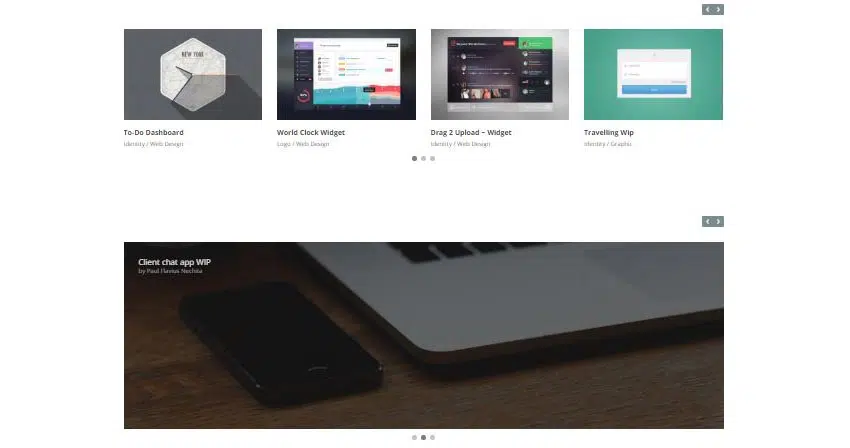 NEW YORK
To-Do Dashboard
Identity / Web Design
World Clock Widget
Logo / Web Design
Drag 2 Upload – Widget
Identity / Web Design
Travelling Wip
Identity / Graphic
Client chat app WIP
by Paul Flavius Nechita